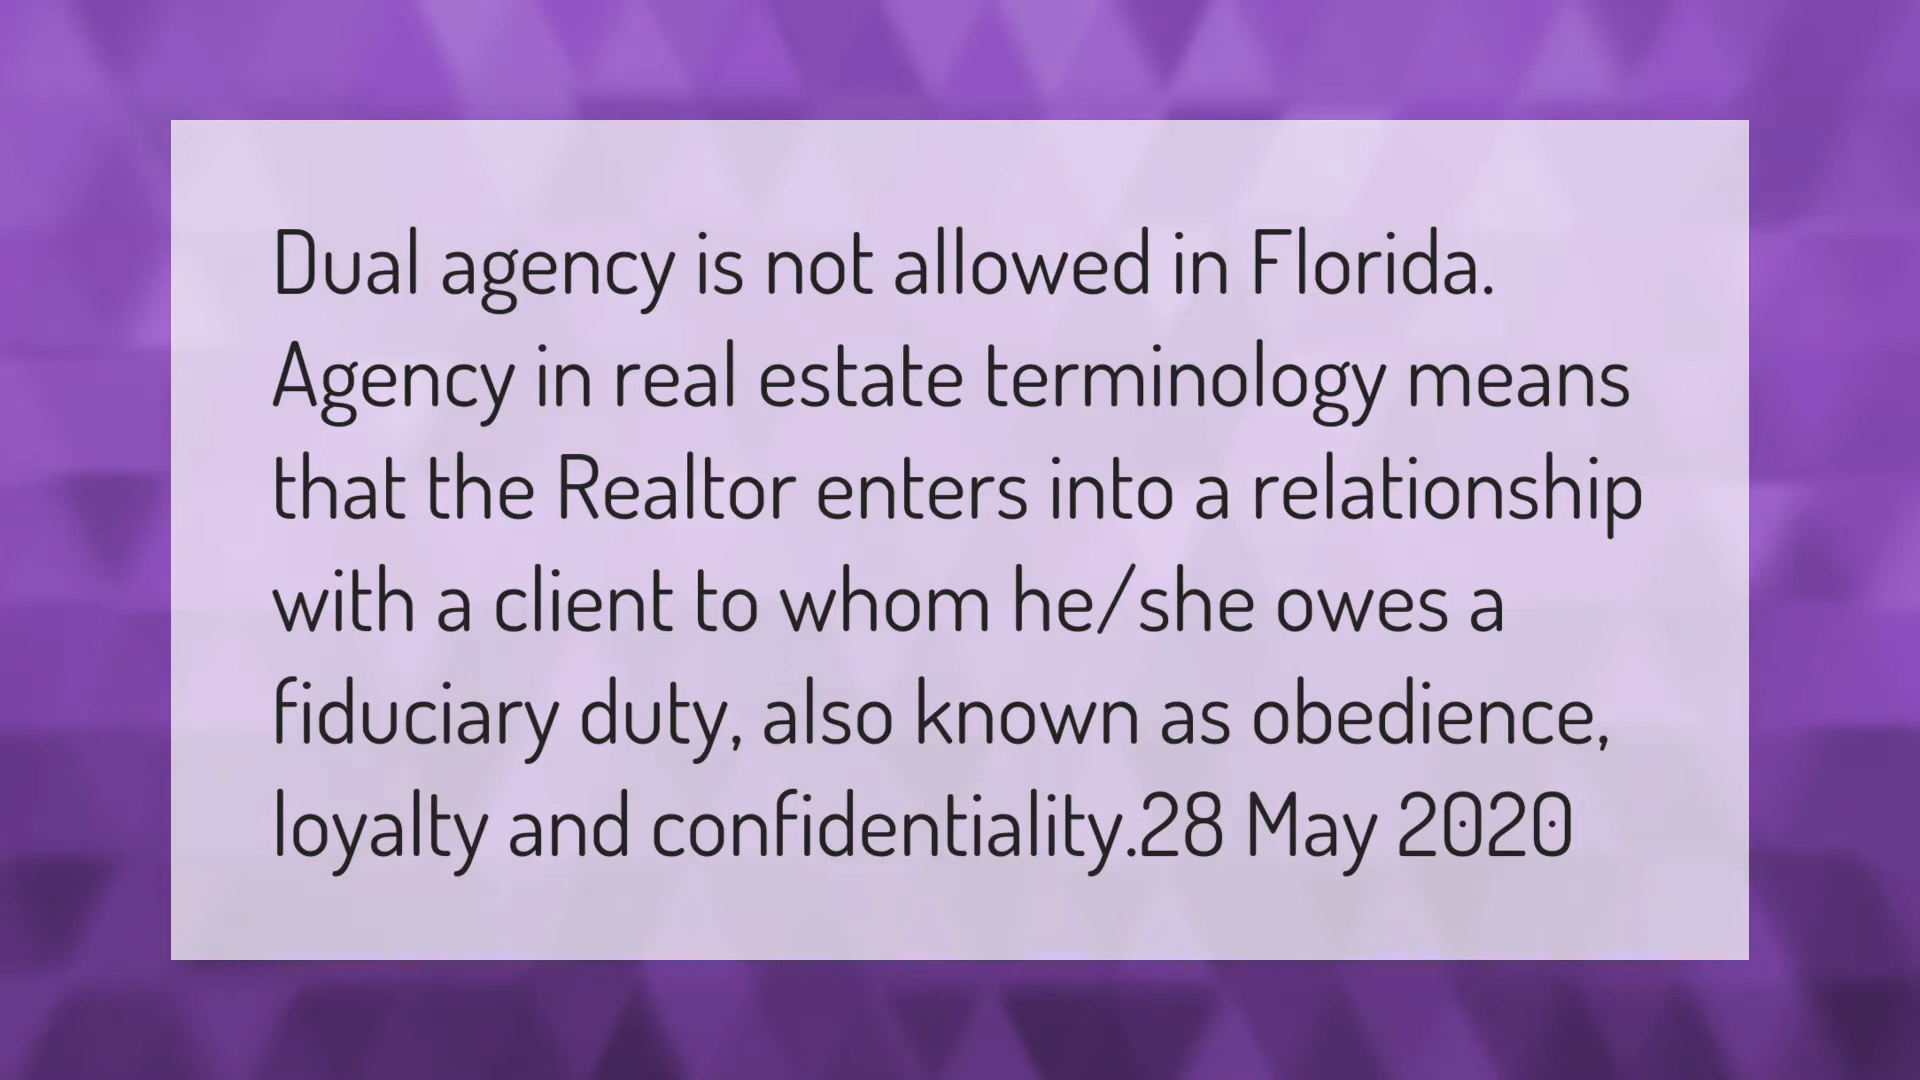 Dual agency is not allowed in Florida.
Agency in real estate terminology means
that the Realtor enters into a relationship
with a client to whom he/she owes a
fiduciary duty, also known as obedience,
loyalty and confidentiality.28 May 2020